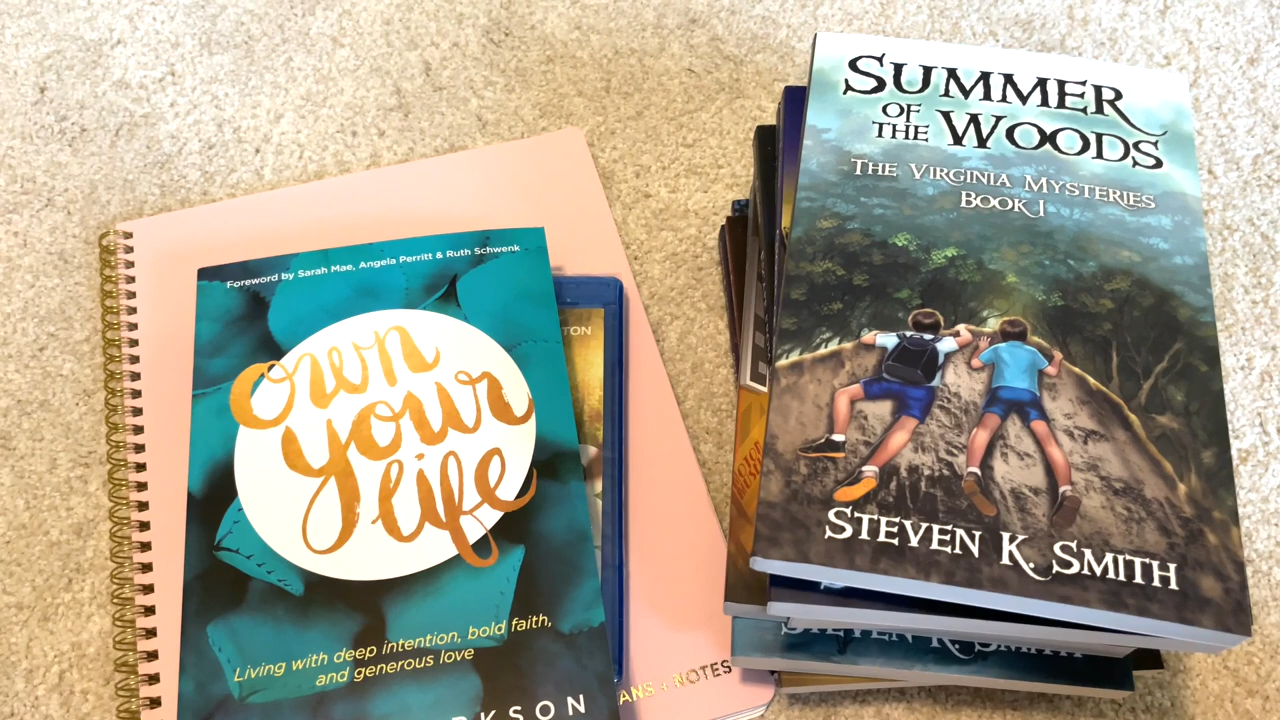 Foreword by Sarah Mae, Angela Perritt & Ruth Schwenk
own
your
life
Living with deep intention, bold faith,
and generous love
RKSON
TON
ANS + NOTES
SUMMER
OF
THE WOODS
THE VIRGINIA MYSTERIES
BOOK 1
STEVEN K. SMITH
STEVEN K. SMITH